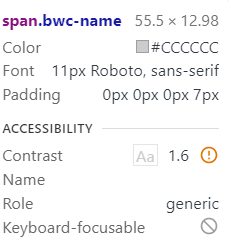 span.bwc-name 55.5 × 12.98
Color #CCCCCC
Font 11px Roboto, sans-serif
Padding 0px 0px 0px 7px
ACCESSIBILITY
Contrast Aa 1.6
Name
Role generic
Keyboard-focusable